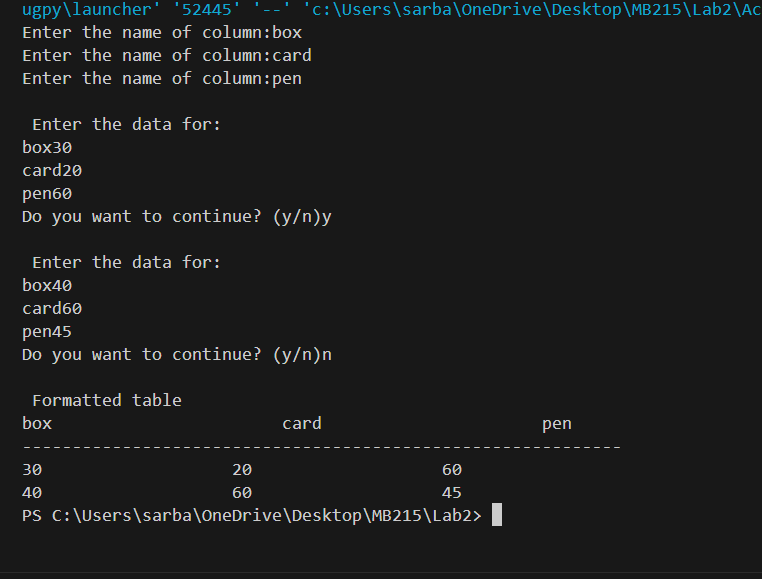 ugpy\launcher' '52445' '--' 'c:\Users\sarba\OneDrive\Desktop\MB215\Lab2\Ac
Enter the name of column:box
Enter the name of column:card
Enter the name of column:pen
 Enter the data for:
box30
card20
pen60
Do you want to continue? (y/n)y
 Enter the data for:
box40
card60
pen45
Do you want to continue? (y/n)n
 Formatted table
box                       card                      pen
------------------------------------------------------------
30                   20                   60
40                   60                   45
PS C:\Users\sarba\OneDrive\Desktop\MB215\Lab2>